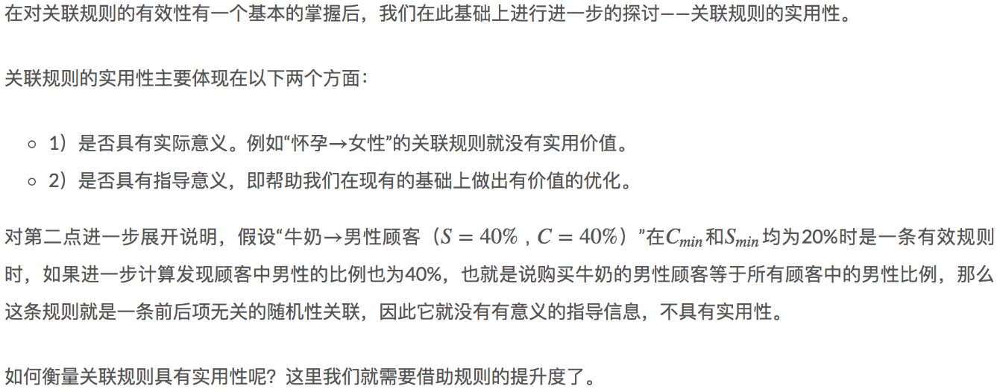 在对关联规则的有效性有一个基本的掌握后，我们在此基础上进行进一步的探讨——关联规则的实用性。
关联规则的实用性主要体现在以下两个方面：
1）是否具有实际意义。例如“怀孕→女性”的关联规则就没有实用价值。
2）是否具有指导意义，即帮助我们在现有的基础上做出有价值的优化。
对第二点进一步展开说明，假设“牛奶→男性顾客（S = 40% , C = 40%）”在C_min和S_min均为20%时是一条有效规则
时，如果进一步计算发现顾客中男性的比例也为40%，也就是说购买牛奶的男性顾客等于所有顾客中的男性比例，那么
这条规则就是一条前后项无关的随机性关联，因此它就没有有意义的指导信息，不具有实用性。
如何衡量关联规则具有实用性呢？这里我们就需要借助规则的提升度了。